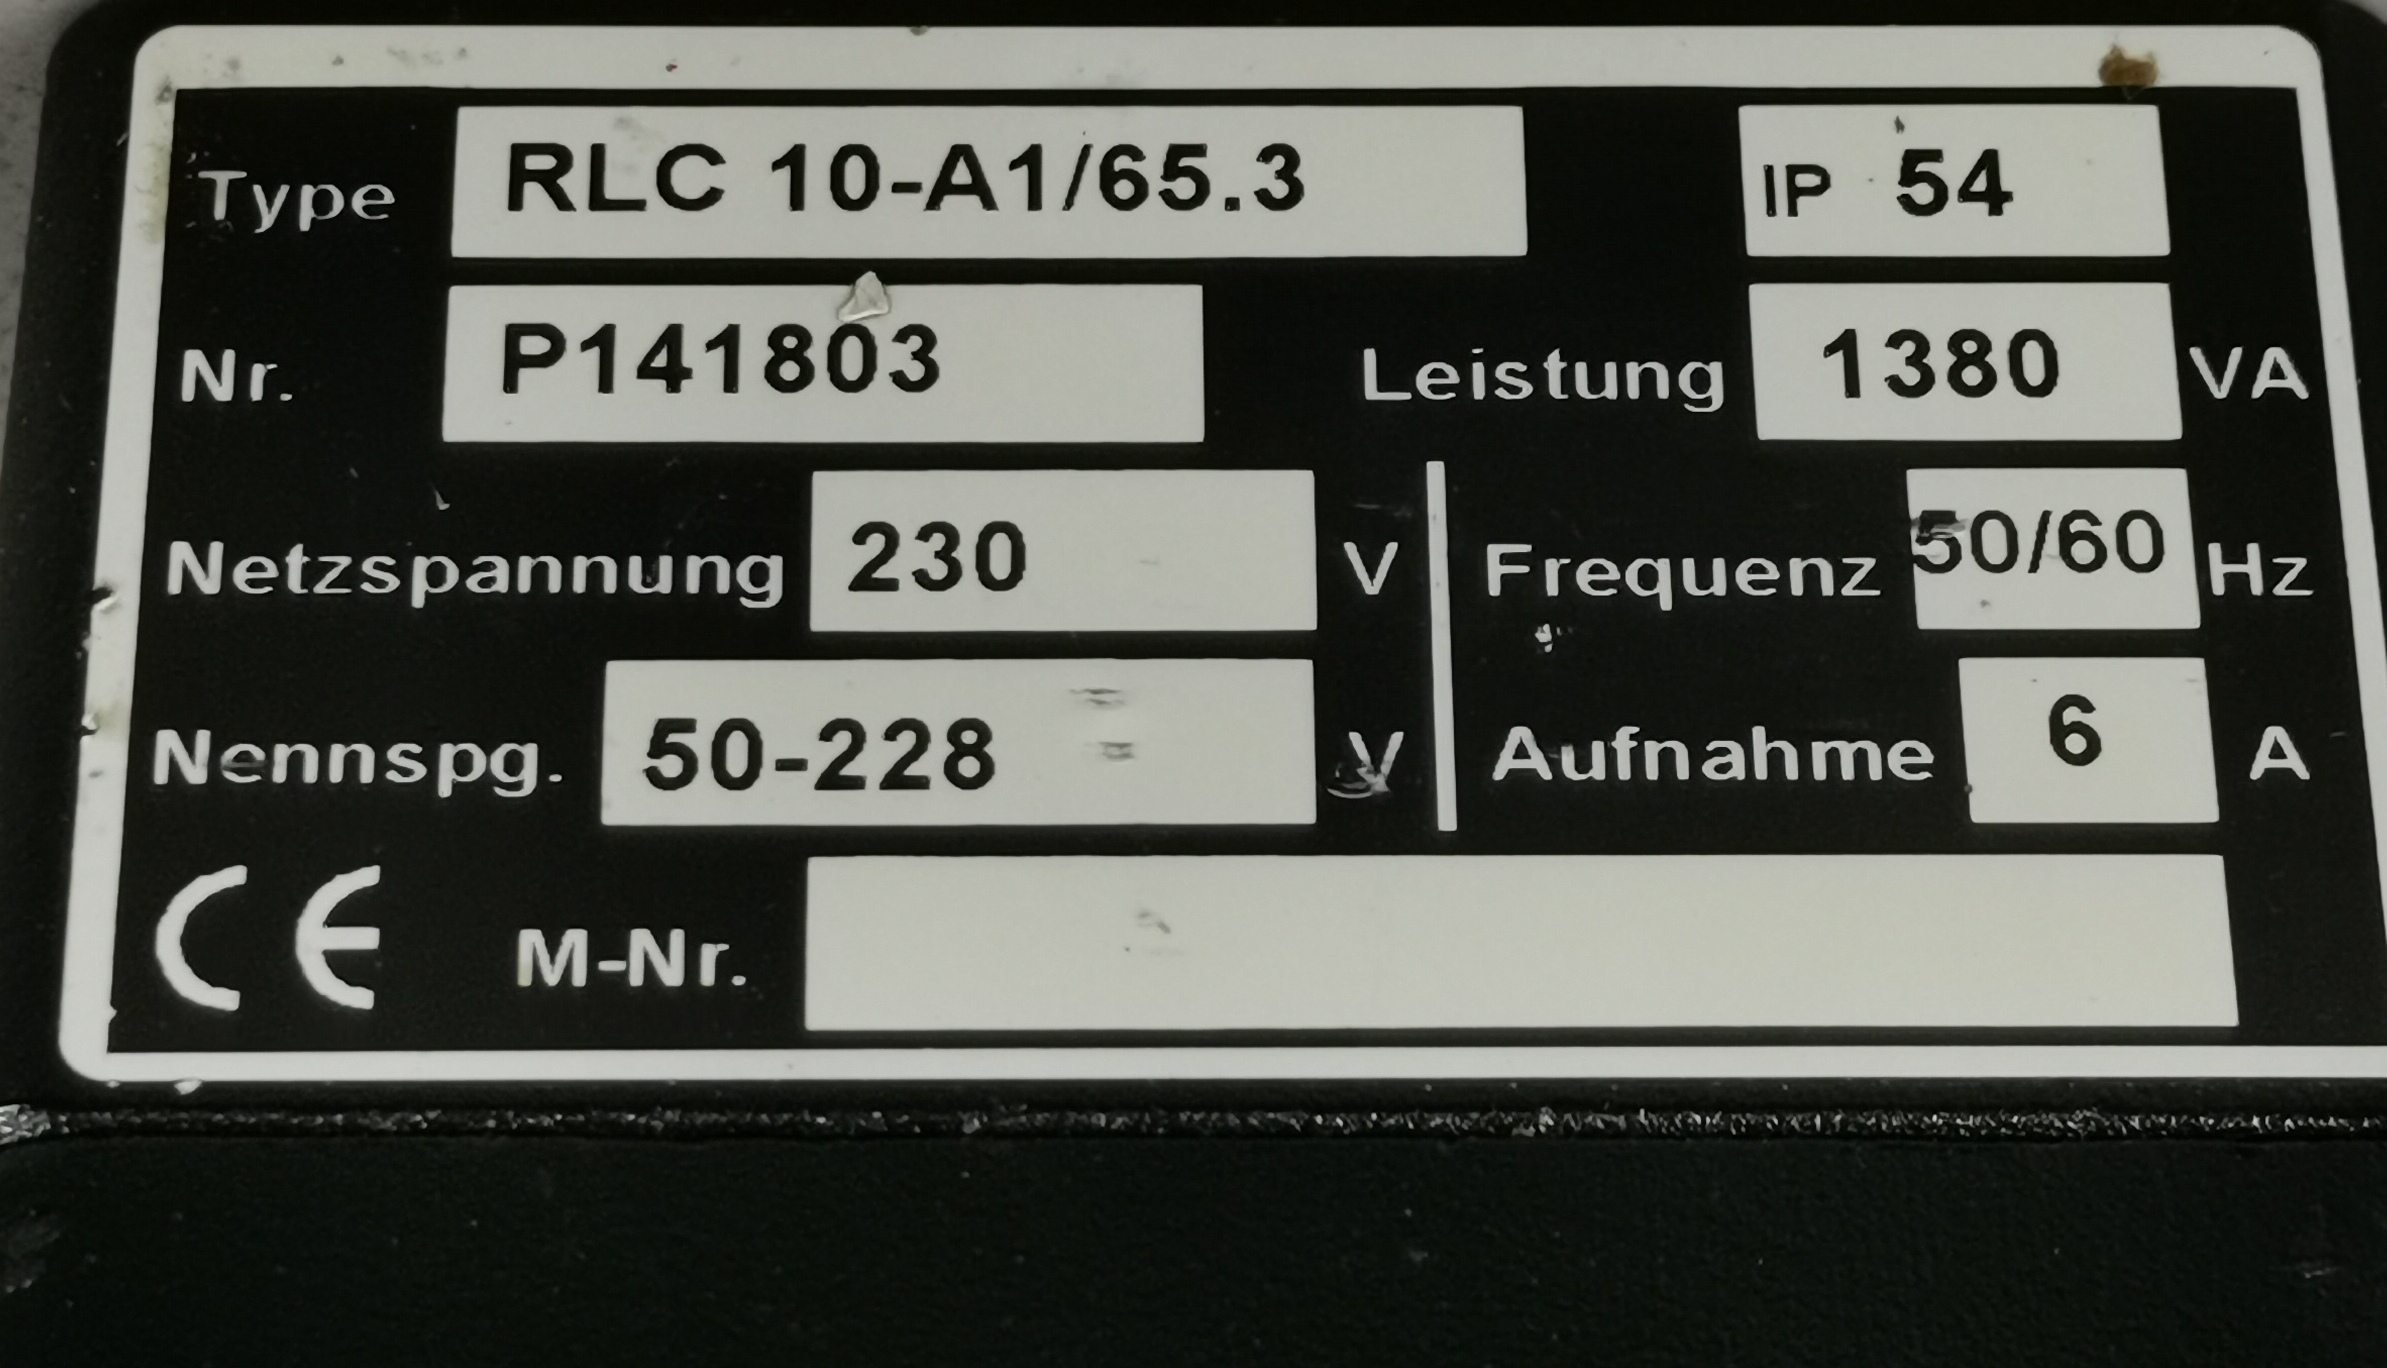 Type RLC 10-A1/65.3 IP 54
Nr. P141803 Leistung 1380 VA
Netzspannung 230 V Frequenz 50/60 Hz
Nennspg. 50-228 V Aufnahme 6 A
CE M-Nr.